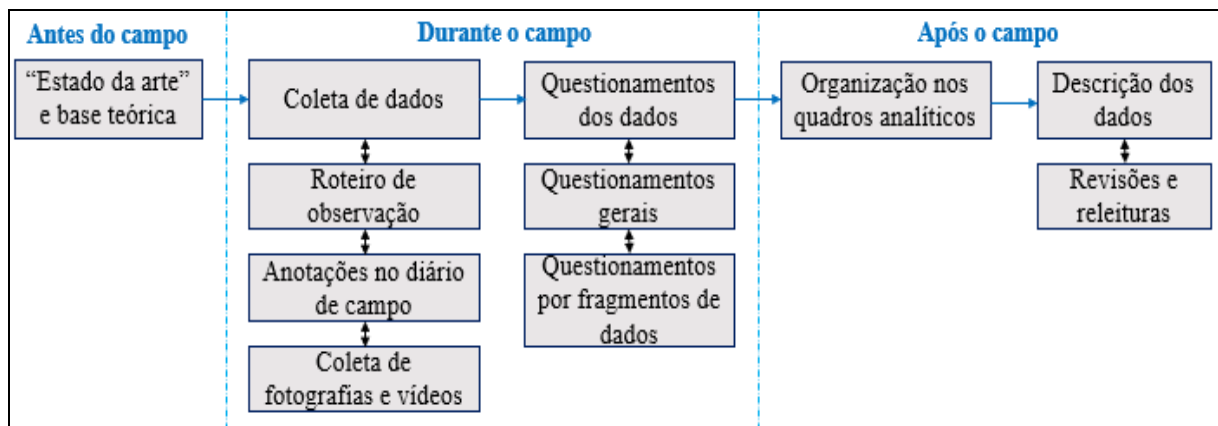 Antes do campo
“Estado da arte”
e base teórica
Durante o campo
Coleta de dados
Roteiro de
observação
Anotações no diário
de campo
Coleta de
fotografias e vídeos
Questionamentos
dos dados
Questionamentos
gerais
Questionamentos
por fragmentos de
dados
Após o campo
Organização nos
quadros analíticos
Descrição dos
dados
Revisões e
releituras